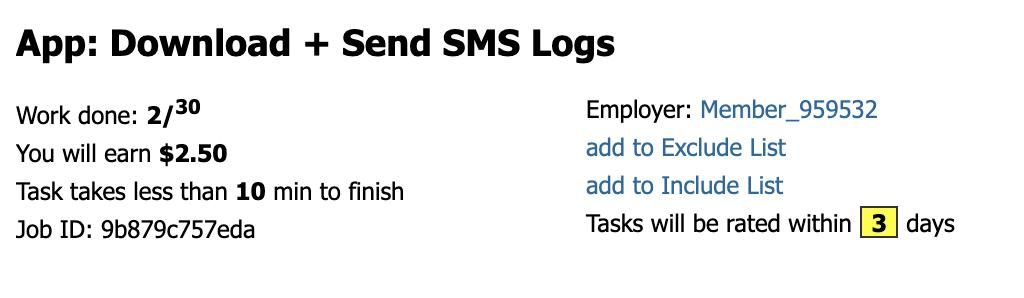 App: Download + Send SMS Logs
Work done: 2/30
You will earn $2.50
Task takes less than 10 min to finish
Job ID: 9b879c757eda
Employer: Member_959532
add to Exclude List
add to Include List
Tasks will be rated within 3 days